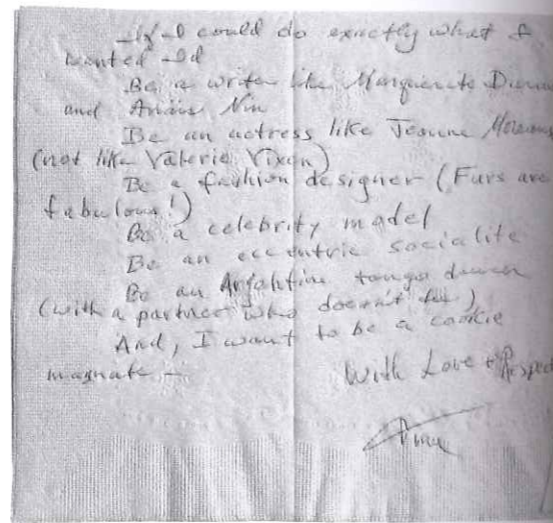 If I could do exactly what I
wanted I'd
Be a writer like Marguerite Duras
and Anais Nin
Be an actress like Jeanne Moreau
(not like Valerie Vixen)
Be a fashion designer (Furs are
fabulous!)
Be a celebrity model
Be an eccentric socialite
Be an Argentine tango dancer
(with a partner who doesn't)
And, I want to be a cookie
magnate –
With Love & Respect